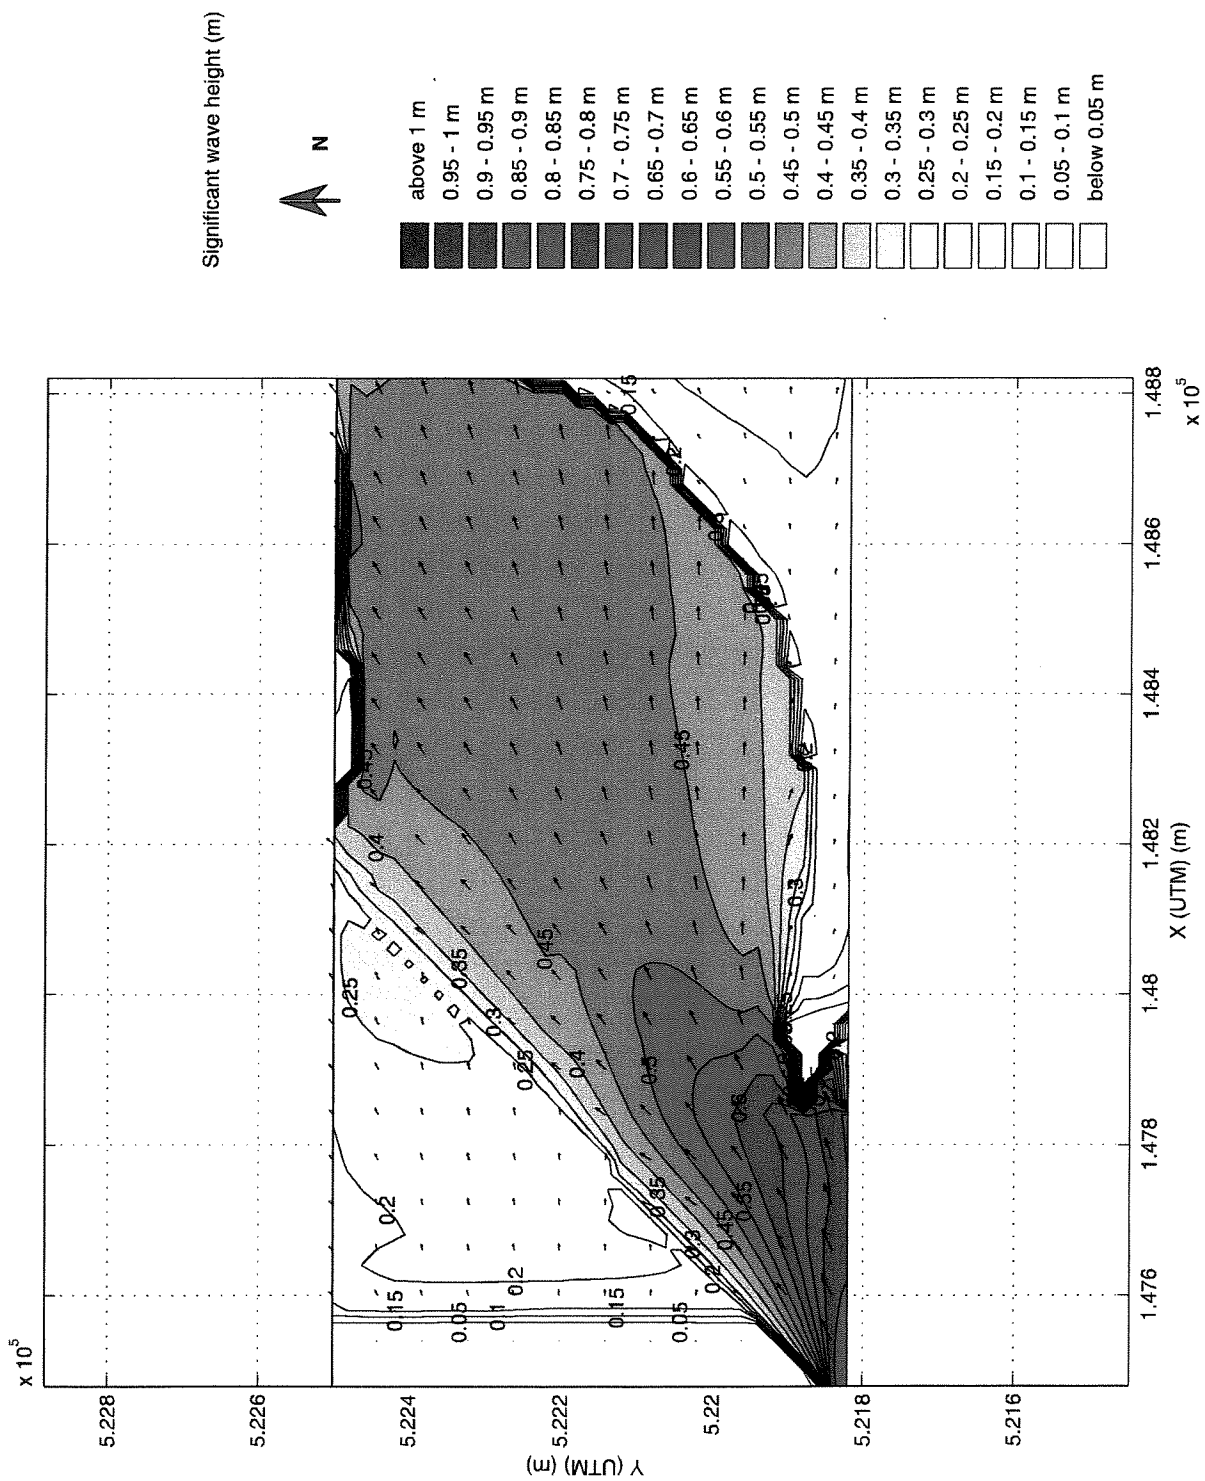 Significant wave height (m)
N
above 1 m
0.95 - 1 m
0.9 - 0.95 m
0.85 - 0.9 m
0.8 - 0.85 m
0.75 - 0.8 m
0.7 - 0.75 m
0.65 - 0.7 m
0.6 - 0.65 m
0.55 - 0.6 m
0.5 - 0.55 m
0.45 - 0.5 m
0.4 - 0.45 m
0.35 - 0.4 m
0.3 - 0.35 m
0.25 - 0.3 m
0.2 - 0.25 m
0.15 - 0.2 m
0.1 - 0.15 m
0.05 - 0.1 m
below 0.05 m
x 10^5
5.228
5.226
5.224
5.222
5.22
5.218
5.216
Y (UTM) (m)
1.476
1.478
1.48
1.482
1.484
1.486
1.488
x 10^5
X (UTM) (m)
0.15
0.05
0.1
0.2
0.15
0.05
0.2
0.2
0.25
0.25
0.3
0.35
0.4
0.45
0.4
0.45
0.45
0.5
0.6
0.55
0.45
0.35
0.3
0.3
0.2
0.15